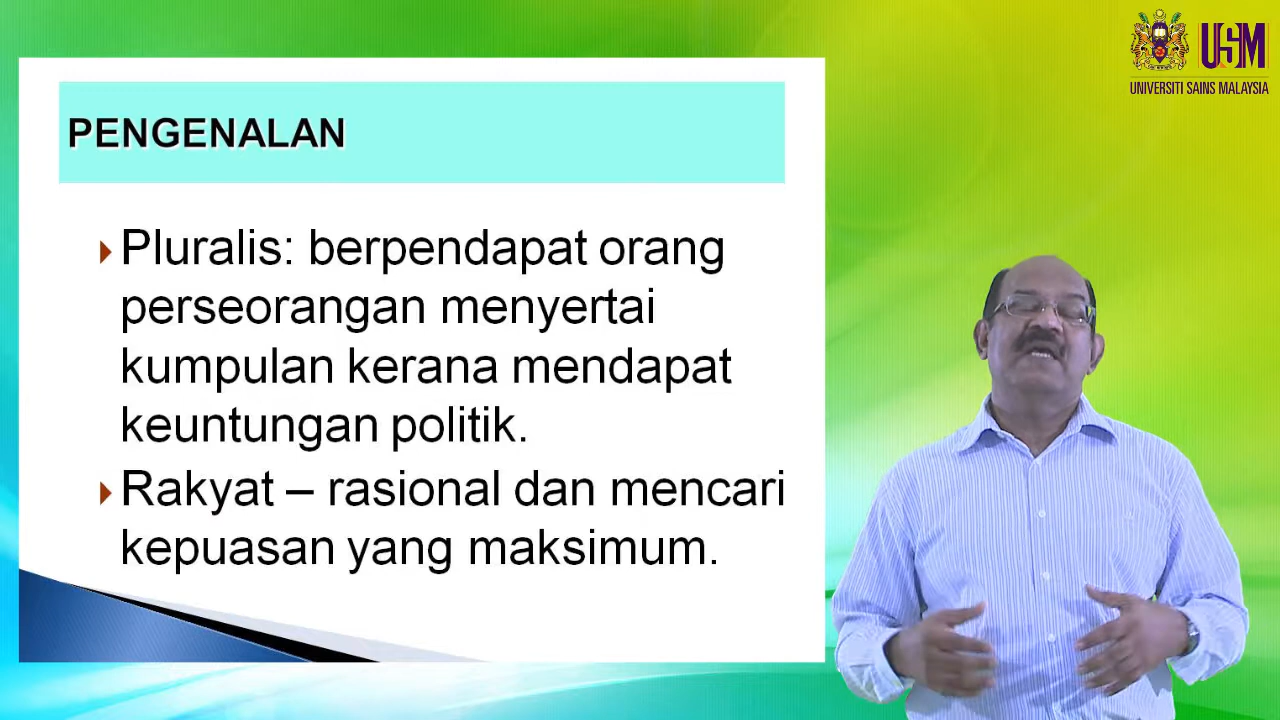 USM
UNIVERSITI SAINS MALAYSIA
PENGENALAN
Pluralis: berpendapat orang
perseorangan menyertai
kumpulan kerana mendapat
keuntungan politik.
Rakyat – rasional dan mencari
kepuasan yang maksimum.